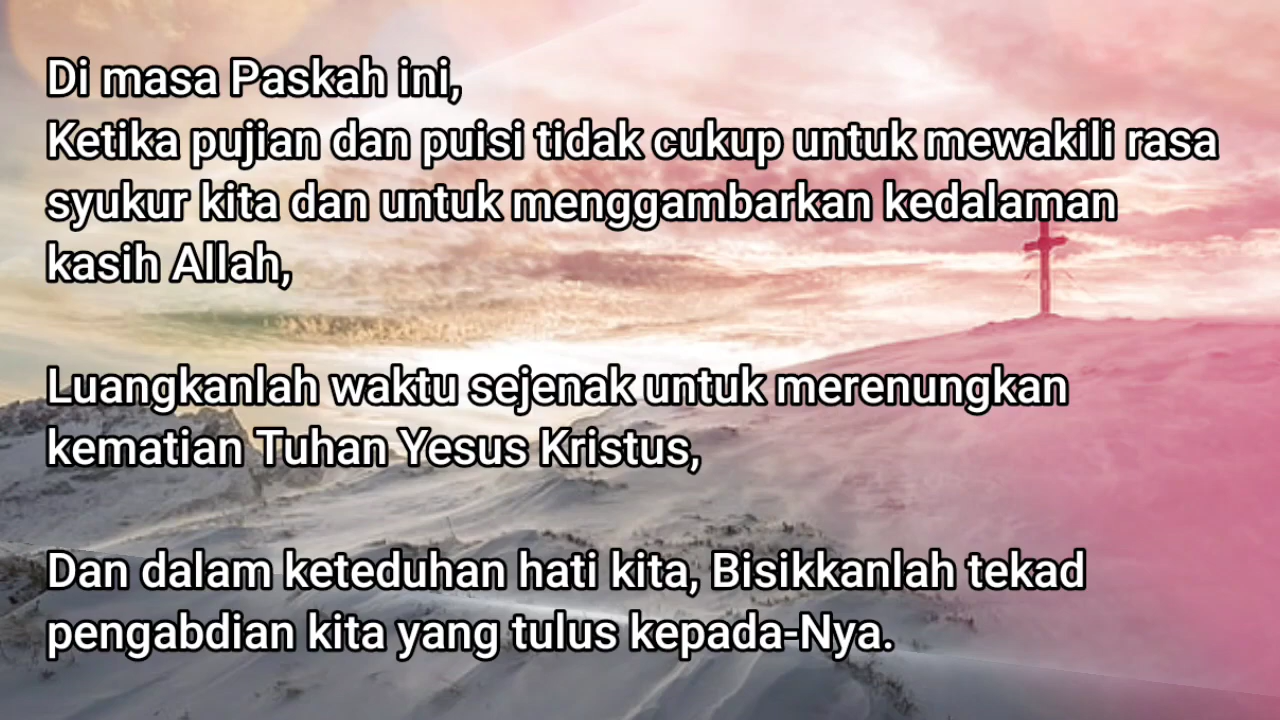 Di masa Paskah ini,
Ketika pujian dan puisi tidak cukup untuk mewakili rasa
syukur kita dan untuk menggambarkan kedalaman
kasih Allah,
Luangkanlah waktu sejenak untuk merenungkan
kematian Tuhan Yesus Kristus,
Dan dalam keteduhan hati kita, Bisikkanlah tekad
pengabdian kita yang tulus kepada-Nya.